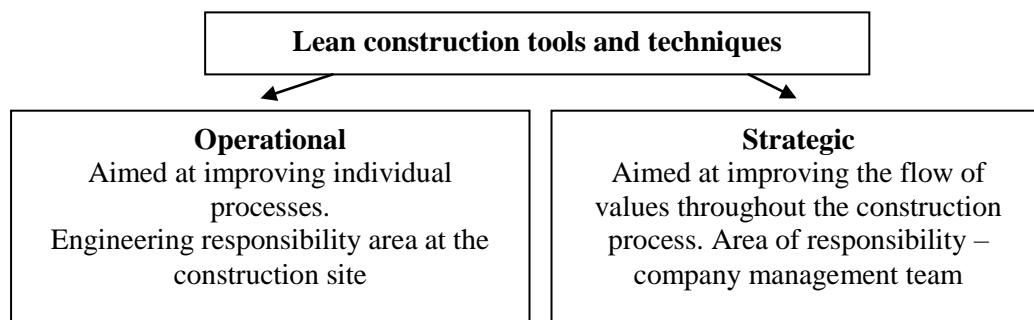 Lean construction tools and techniques
Operational
Aimed at improving individual
processes.
Engineering responsibility area at the
construction site
Strategic
Aimed at improving the flow of
values throughout the construction
process. Area of responsibility –
company management team